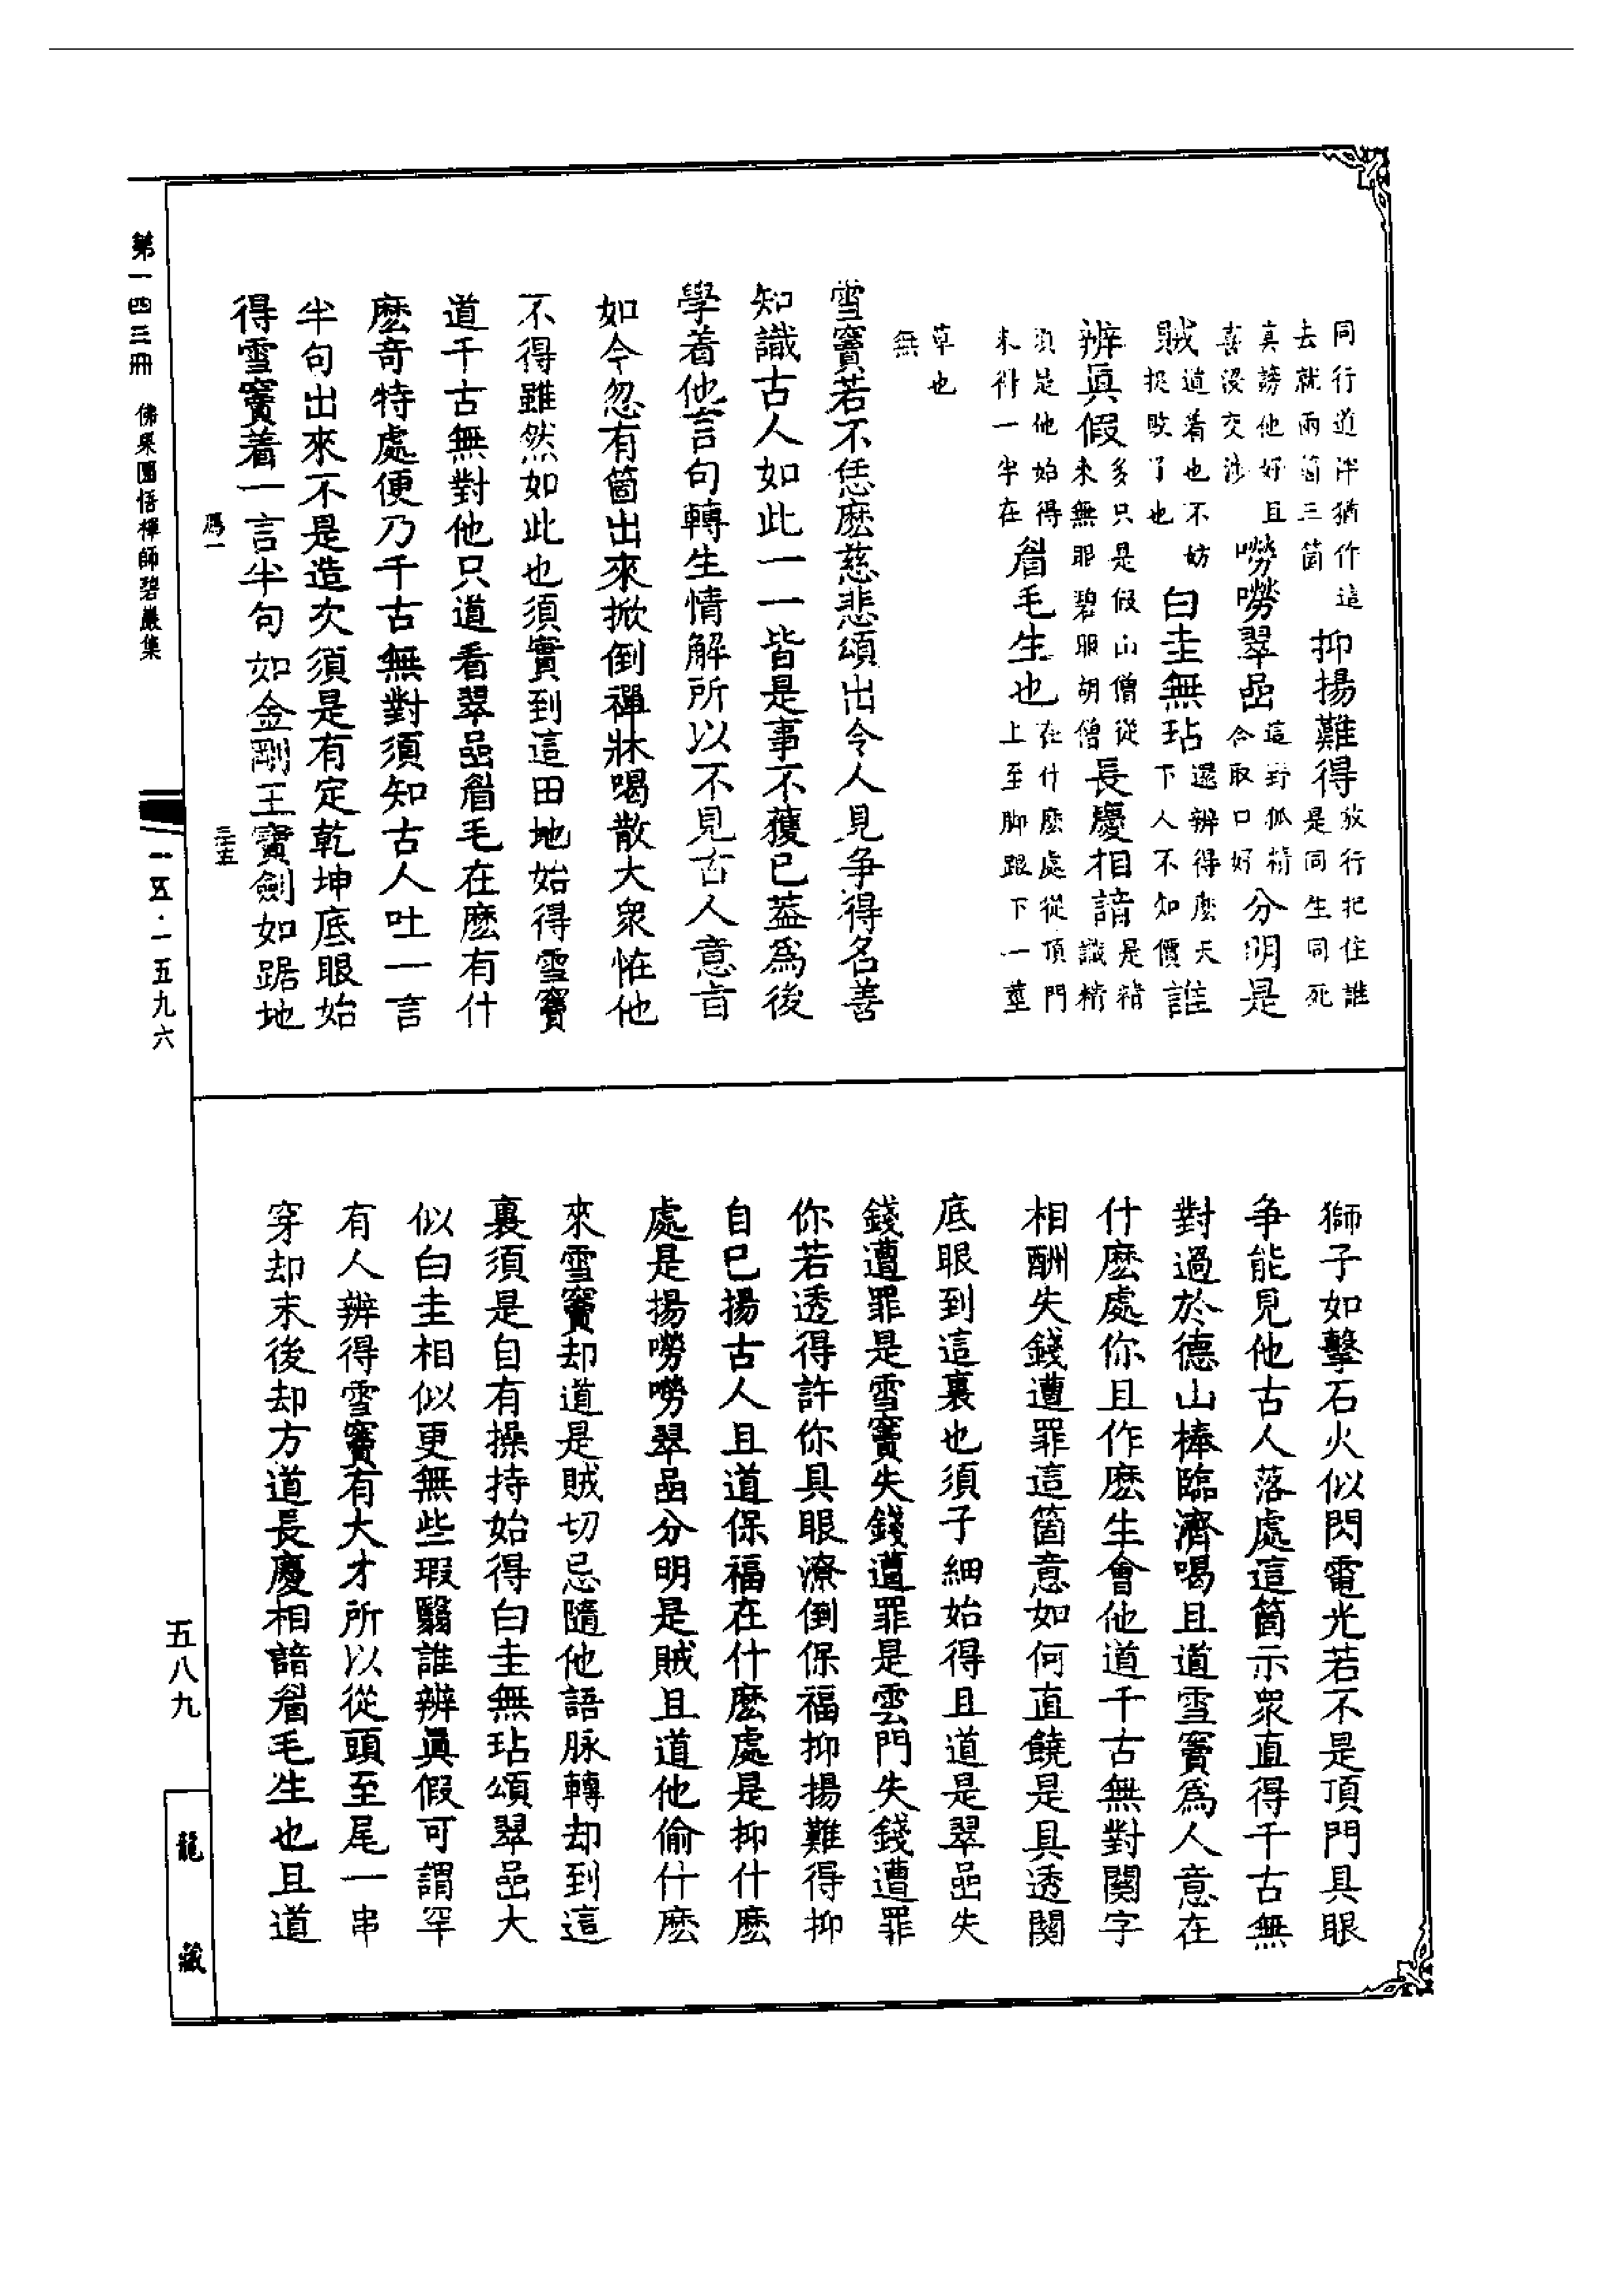 同行道伴猶作這
去就兩箇三箇
抑揚難得
放行把住誰
是同生同死
莫謗他好且
喜沒交涉
嘮嘮翠嵒
這野狐精
合取口好
分明是
賊
道着也不妨
捉敗了也
白圭無玷
還辨得麽天
下人不知價
誰
辨眞假
多只是假山僧從
來無眼碧眼胡僧
長慶相諳
是精
識精
須是他始得
未得一半在
眉毛生也
在什麽處從頂門
上至脚跟下一莖
草也
無
雪竇若不恁麽慈悲頌出令人見争得名善
知識古人如此一一皆是事不獲已葢爲後
學着他言句轉生情解所以不見古人意旨
如今忽有箇出來掀倒禪牀喝散大衆恠他
不得雖然如此也須實到這田地始得雪竇
道千古無對他只道看翠嵒眉毛在麽有什
麽奇特處便乃千古無對須知古人吐一言
半句出來不是造次須是有定乾坤底眼始
得雪竇着一言半句如金剛王寶劍如踞地
獅子如擊石火似閃電光若不是頂門具眼
争能見他古人落處這箇示衆直得千古無
對過於德山棒臨濟喝且道雪竇爲人意在
什麽處你且作麽生會他道千古無對關字
相酬失錢遭罪這箇意如何直饒是具透關
底眼到這裏也須子細始得且道是翠嵒失
錢遭罪是雪竇失錢遭罪是雲門失錢遭罪
你若透得許你具眼潦倒保福抑揚難得抑
自己揚古人且道保福在什麽處是抑什麽
處是揚嘮嘮翠嵒分明是賊且道他偷什麽
來雪竇却道是賊切忌隨他語脉轉却到這
裏須是自有操持始得白圭無玷頌翠嵒大
似白圭相似更無些瑕翳誰辨眞假可謂罕
有人辨得雪竇有大才所以從頭至尾一串
穿却末後却方道長慶相諳眉毛生也且道
第一四三冊 佛果圜悟禪師碧巖集
一五·一五九六
五八九
龍藏